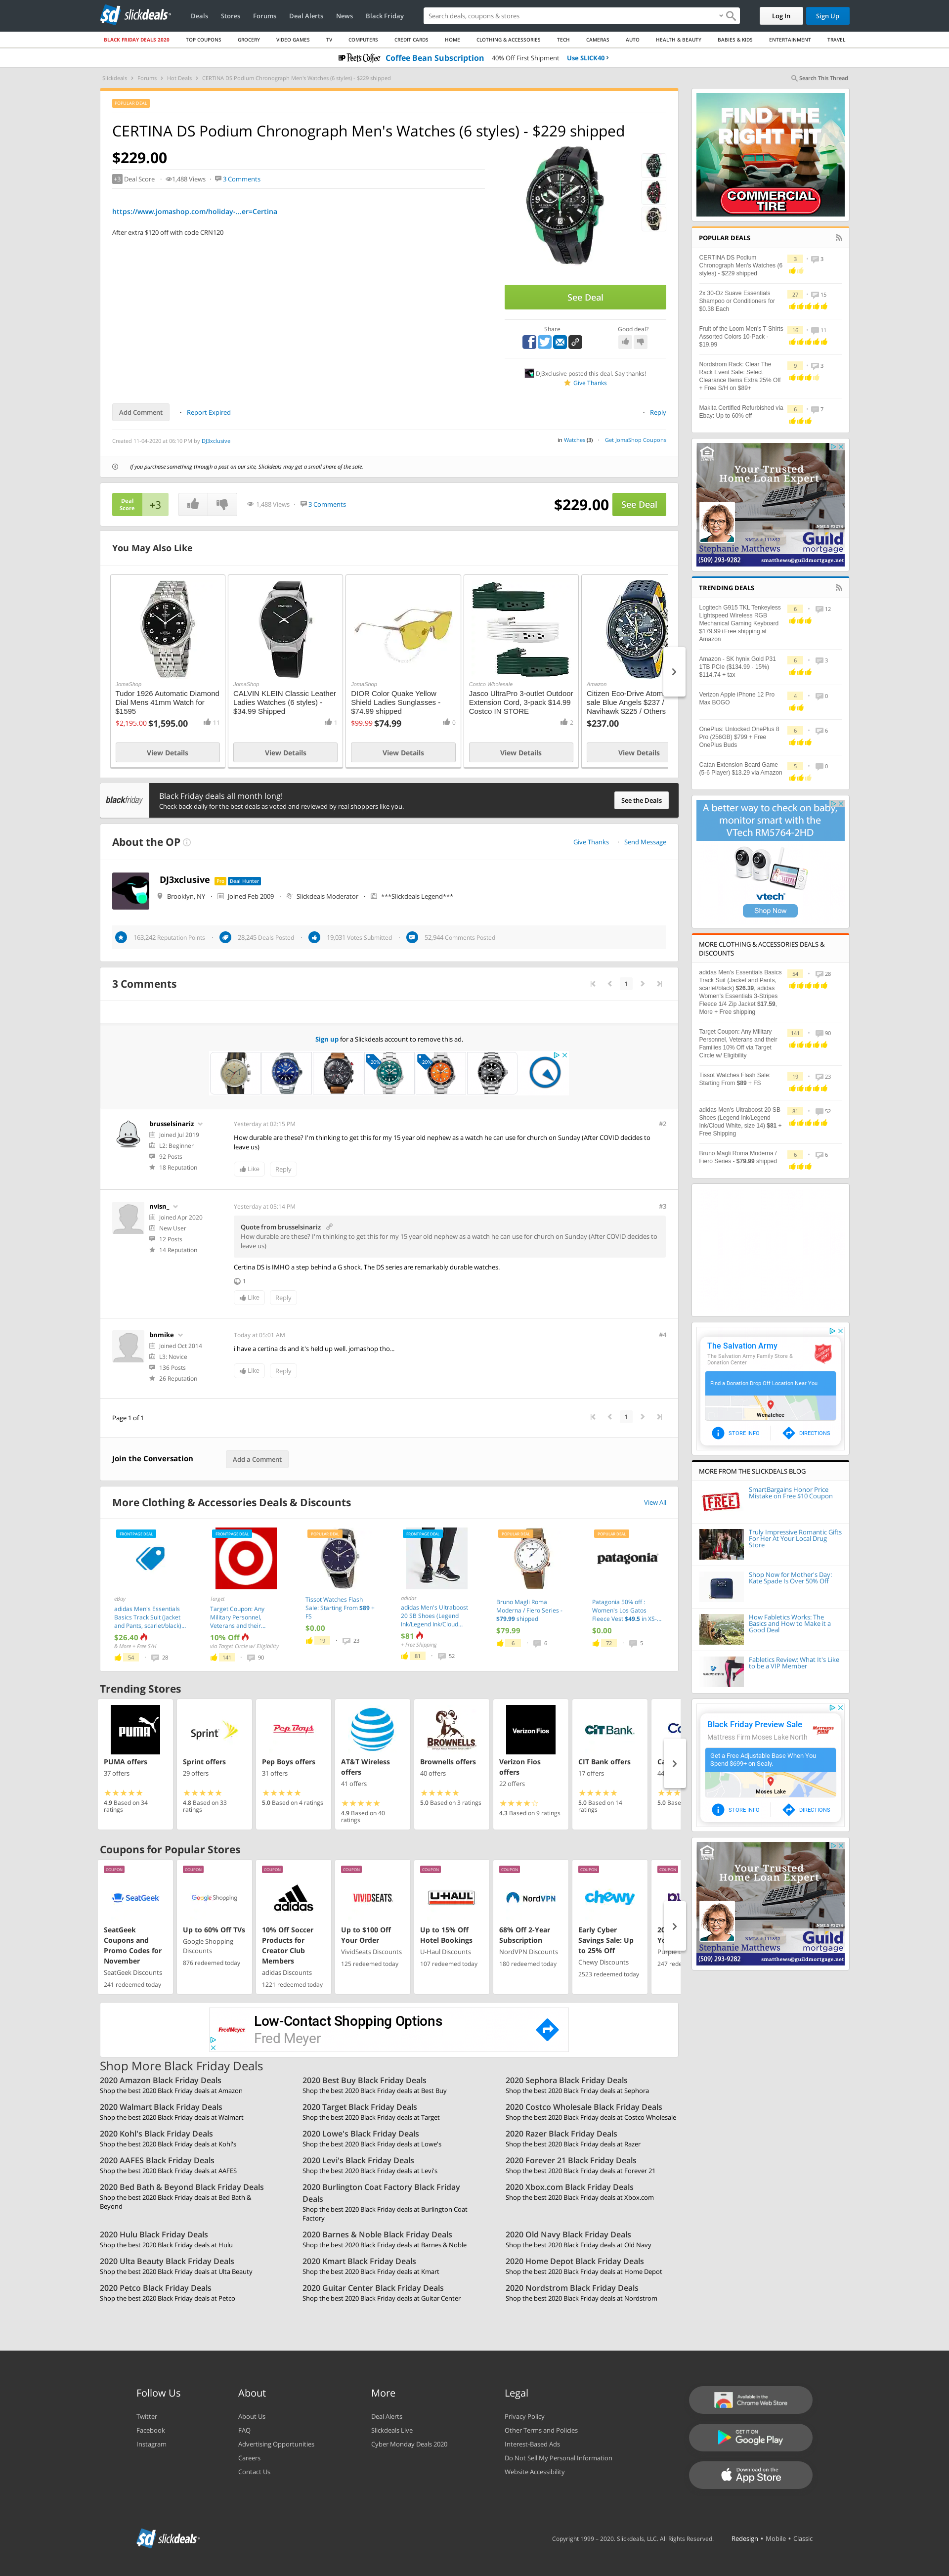 slickdeals
Deals
Stores
Forums
Deal Alerts
News
Black Friday
Search deals, coupons & stores
Log In
Sign Up
BLACK FRIDAY DEALS 2020
TOP COUPONS
GROCERY
VIDEO GAMES
TV
COMPUTERS
CREDIT CARDS
HOME
CLOTHING & ACCESSORIES
TECH
CAMERAS
AUTO
HEALTH & BEAUTY
BABIES & KIDS
ENTERTAINMENT
TRAVEL
Peet's Coffee Coffee Bean Subscription 40% Off First Shipment Use SLICK40
Slickdeals > Forums > Hot Deals > CERTINA DS Podium Chronograph Men's Watches (6 styles) - $229 shipped
Search This Thread
POPULAR DEAL
CERTINA DS Podium Chronograph Men's Watches (6 styles) - $229 shipped
$229.00
+3 Deal Score 1,488 Views 3 Comments
https://www.jomashop.com/holiday-...er=Certina
After extra $120 off with code CRN120
See Deal
Share
Good deal?
DJ3xclusive posted this deal. Say thanks!
Give Thanks
Add Comment
Report Expired
Reply
Created 11-04-2020 at 06:10 PM by DJ3xclusive
in Watches (3)
Get JomaShop Coupons
If you purchase something through a post on our site, Slickdeals may get a small share of the sale.
Deal Score +3
1,488 Views
3 Comments
$229.00 See Deal
You May Also Like
JomaShop
Tudor 1926 Automatic Diamond Dial Mens 41mm Watch for $1595
$2,195.00 $1,595.00 11
View Details
JomaShop
CALVIN KLEIN Classic Leather Ladies Watches (6 styles) - $34.99 Shipped
1
View Details
JomaShop
DIOR Color Quake Yellow Shield Ladies Sunglasses - $74.99 shipped
$99.99 $74.99 0
View Details
Costco Wholesale
Jasco UltraPro 3-outlet Outdoor Extension Cord, 3-pack $14.99 Costco IN STORE
2
View Details
Amazon
Citizen Eco-Drive Atom
sale Blue Angels $237 /
Navihawk $225 / Others
$237.00
View Details
blackfriday
Black Friday deals all month long!
Check back daily for the best deals as voted and reviewed by real shoppers like you.
See the Deals
About the OP
Give Thanks
Send Message
DJ3xclusive Pro Deal Hunter
Brooklyn, NY Joined Feb 2009 Slickdeals Moderator ***Slickdeals Legend***
163,242 Reputation Points 28,245 Deals Posted 19,031 Votes Submitted 52,944 Comments Posted
3 Comments
1
Sign up for a Slickdeals account to remove this ad.
-20%
-20%
brusselsinariz
Joined Jul 2019
L2: Beginner
92 Posts
18 Reputation
Yesterday at 02:15 PM
#2
How durable are these? I'm thinking to get this for my 15 year old nephew as a watch he can use for church on Sunday (After COVID decides to leave us)
Like
Reply
nvisn_
Joined Apr 2020
New User
12 Posts
14 Reputation
Yesterday at 05:14 PM
#3
Quote from brusselsinariz
How durable are these? I'm thinking to get this for my 15 year old nephew as a watch he can use for church on Sunday (After COVID decides to leave us)
Certina DS is IMHO a step behind a G shock. The DS series are remarkably durable watches.
1
Like
Reply
bnmike
Joined Oct 2014
L3: Novice
136 Posts
26 Reputation
Today at 05:01 AM
#4
i have a certina ds and it's held up well. jomashop tho...
Like
Reply
Page 1 of 1
1
Join the Conversation
Add a Comment
More Clothing & Accessories Deals & Discounts
View All
FRONTPAGE DEAL
eBay
adidas Men's Essentials Basics Track Suit (Jacket and Pants, scarlet/black)...
$26.40
& More + Free S/H
54 28
FRONTPAGE DEAL
Target
Target Coupon: Any Military Personnel, Veterans and their...
10% Off
via Target Circle w/ Eligibility
141 90
POPULAR DEAL
Tissot Watches Flash Sale: Starting From $89 + FS
$0.00
19 23
FRONTPAGE DEAL
adidas
adidas Men's Ultraboost 20 SB Shoes (Legend Ink/Legend Ink/Cloud...
$81
+ Free Shipping
81 52
POPULAR DEAL
Bruno Magli Roma Moderna / Fiero Series - $79.99 shipped
$79.99
6 6
POPULAR DEAL
patagonia
Patagonia 50% off : Women's Los Gatos Fleece Vest $49.5 in XS-...
$0.00
72 5
Trending Stores
PUMA
PUMA offers
37 offers
4.9 Based on 34 ratings
Sprint
Sprint offers
29 offers
4.8 Based on 33 ratings
Pep Boys
Pep Boys offers
31 offers
5.0 Based on 4 ratings
AT&T Wireless offers
41 offers
4.9 Based on 40 ratings
BROWNELLS
Brownells offers
40 offers
5.0 Based on 3 ratings
Verizon Fios
Verizon Fios offers
22 offers
4.3 Based on 9 ratings
CIT Bank
CIT Bank offers
17 offers
5.0 Based on 14 ratings
Coupons for Popular Stores
COUPON
SeatGeek
SeatGeek Coupons and Promo Codes for November
SeatGeek Discounts
241 redeemed today
COUPON
Google Shopping
Up to 60% Off TVs
Google Shopping Discounts
876 redeemed today
COUPON
adidas
10% Off Soccer Products for Creator Club Members
adidas Discounts
1221 redeemed today
COUPON
VIVIDSEATS
Up to $100 Off Your Order
VividSeats Discounts
125 redeemed today
COUPON
U-HAUL
Up to 15% Off Hotel Bookings
U-Haul Discounts
107 redeemed today
COUPON
NordVPN
68% Off 2-Year Subscription
NordVPN Discounts
180 redeemed today
COUPON
chewy
Early Cyber Savings Sale: Up to 25% Off
Chewy Discounts
2523 redeemed today
COUPON
Fred Meyer
Low-Contact Shopping Options
Fred Meyer
Shop More Black Friday Deals
2020 Amazon Black Friday Deals
Shop the best 2020 Black Friday deals at Amazon
2020 Best Buy Black Friday Deals
Shop the best 2020 Black Friday deals at Best Buy
2020 Sephora Black Friday Deals
Shop the best 2020 Black Friday deals at Sephora
2020 Walmart Black Friday Deals
Shop the best 2020 Black Friday deals at Walmart
2020 Target Black Friday Deals
Shop the best 2020 Black Friday deals at Target
2020 Costco Wholesale Black Friday Deals
Shop the best 2020 Black Friday deals at Costco Wholesale
2020 Kohl's Black Friday Deals
Shop the best 2020 Black Friday deals at Kohl's
2020 Lowe's Black Friday Deals
Shop the best 2020 Black Friday deals at Lowe's
2020 Razer Black Friday Deals
Shop the best 2020 Black Friday deals at Razer
2020 AAFES Black Friday Deals
Shop the best 2020 Black Friday deals at AAFES
2020 Levi's Black Friday Deals
Shop the best 2020 Black Friday deals at Levi's
2020 Forever 21 Black Friday Deals
Shop the best 2020 Black Friday deals at Forever 21
2020 Bed Bath & Beyond Black Friday Deals
Shop the best 2020 Black Friday deals at Bed Bath & Beyond
2020 Burlington Coat Factory Black Friday Deals
Shop the best 2020 Black Friday deals at Burlington Coat Factory
2020 Xbox.com Black Friday Deals
Shop the best 2020 Black Friday deals at Xbox.com
2020 Hulu Black Friday Deals
Shop the best 2020 Black Friday deals at Hulu
2020 Barnes & Noble Black Friday Deals
Shop the best 2020 Black Friday deals at Barnes & Noble
2020 Old Navy Black Friday Deals
Shop the best 2020 Black Friday deals at Old Navy
2020 Ulta Beauty Black Friday Deals
Shop the best 2020 Black Friday deals at Ulta Beauty
2020 Kmart Black Friday Deals
Shop the best 2020 Black Friday deals at Kmart
2020 Home Depot Black Friday Deals
Shop the best 2020 Black Friday deals at Home Depot
2020 Petco Black Friday Deals
Shop the best 2020 Black Friday deals at Petco
2020 Guitar Center Black Friday Deals
Shop the best 2020 Black Friday deals at Guitar Center
2020 Nordstrom Black Friday Deals
Shop the best 2020 Black Friday deals at Nordstrom
FIND THE
RIGHT FIT
COMMERCIAL
TIRE
POPULAR DEALS
CERTINA DS Podium Chronograph Men's Watches (6 styles) - $229 shipped
3 3
2x 30-Oz Suave Essentials Shampoo or Conditioners for $0.38 Each
27 15
Fruit of the Loom Men's T-Shirts Assorted Colors 10-Pack - $19.99
16 11
Nordstrom Rack: Clear The Rack Event Sale: Select Clearance Items Extra 25% Off + Free S/H on $89+
9 3
Makita Certified Refurbished via Ebay: Up to 60% off
6 7
Your Trusted
Home Loan Expert
NMLS #3274
NMLS # 111652
Stephanie Matthews
(509) 293-9282
Guild mortgage
smatthews@guildmortgage.net
TRENDING DEALS
Logitech G915 TKL Tenkeyless Lightspeed Wireless RGB Mechanical Gaming Keyboard $179.99+Free shipping at Amazon
6 12
Amazon - SK hynix Gold P31 1TB PCIe ($134.99 - 15%) $114.74 + tax
6 3
Verizon Apple iPhone 12 Pro Max BOGO
4 0
OnePlus: Unlocked OnePlus 8 Pro (256GB) $799 + Free OnePlus Buds
6 6
Catan Extension Board Game (5-6 Player) $13.29 via Amazon
5 0
A better way to check on baby,
monitor smart with the
VTech RM5764-2HD
vtech
Shop Now
MORE CLOTHING & ACCESSORIES DEALS & DISCOUNTS
adidas Men's Essentials Basics Track Suit (Jacket and Pants, scarlet/black) $26.39, adidas Women's Essentials 3-Stripes Fleece 1/4 Zip Jacket $17.59, More + Free shipping
54 28
Target Coupon: Any Military Personnel, Veterans and their Families 10% Off via Target Circle w/ Eligibility
141 90
Tissot Watches Flash Sale: Starting From $89 + FS
19 23
adidas Men's Ultraboost 20 SB Shoes (Legend Ink/Legend Ink/Cloud White, size 14) $81 + Free Shipping
81 52
Bruno Magli Roma Moderna / Fiero Series - $79.99 shipped
6 6
The Salvation Army
The Salvation Army Family Store & Donation Center
Find a Donation Drop Off Location Near You
Wenatchee
STORE INFO
DIRECTIONS
MORE FROM THE SLICKDEALS BLOG
FREE
SmartBargains Honor Price Mistake on Free $10 Coupon
Truly Impressive Romantic Gifts For Her At Your Local Drug Store
Shop Now for Mother's Day: Kate Spade Is Over 50% Off
How Fabletics Works: The Basics and How to Make it a Good Deal
Fabletics Review: What It's Like to be a VIP Member
Black Friday Preview Sale
Mattress Firm Moses Lake North
Get a Free Adjustable Base When You Spend $699+ on Sealy.
Moses Lake
STORE INFO
DIRECTIONS
Your Trusted
Home Loan Expert
Stephanie Matthews
(509) 293-9282
Guild mortgage
smatthews@guildmortgage.net
Follow Us
Twitter
Facebook
Instagram
About
About Us
FAQ
Advertising Opportunities
Careers
Contact Us
More
Deal Alerts
Slickdeals Live
Cyber Monday Deals 2020
Legal
Privacy Policy
Other Terms and Policies
Interest-Based Ads
Do Not Sell My Personal Information
Website Accessibility
Available in the
Chrome Web Store
GET IT ON
Google Play
Download on the
App Store
slickdeals
Copyright 1999 – 2020. Slickdeals, LLC. All Rights Reserved.
Redesign • Mobile • Classic